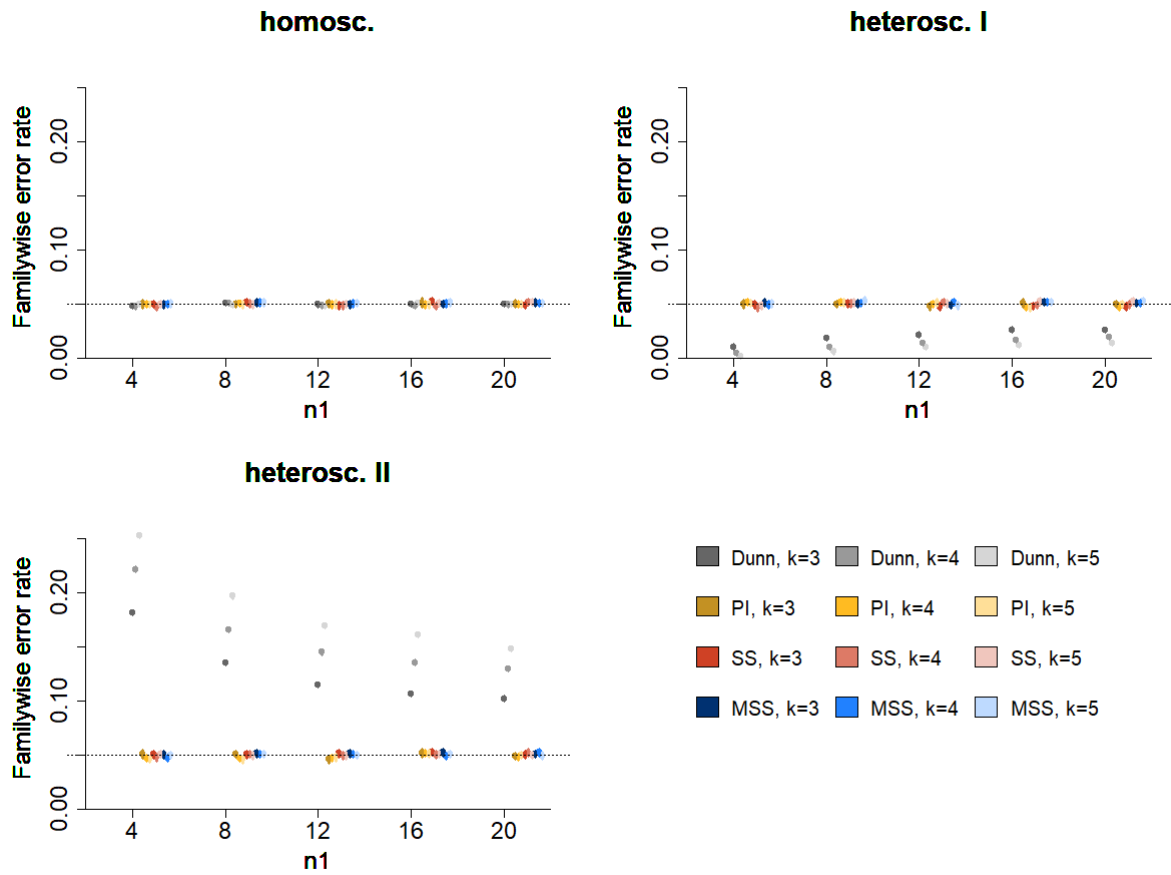 homosc.
Familywise error rate
0.20
0.10
0.00
4 8 12 16 20
n1
heterosc. I
Familywise error rate
0.20
0.10
0.00
4 8 12 16 20
n1
heterosc. II
Familywise error rate
0.20
0.10
0.00
4 8 12 16 20
n1
Dunn, k=3 Dunn, k=4 Dunn, k=5
PI, k=3 PI, k=4 PI, k=5
SS, k=3 SS, k=4 SS, k=5
MSS, k=3 MSS, k=4 MSS, k=5